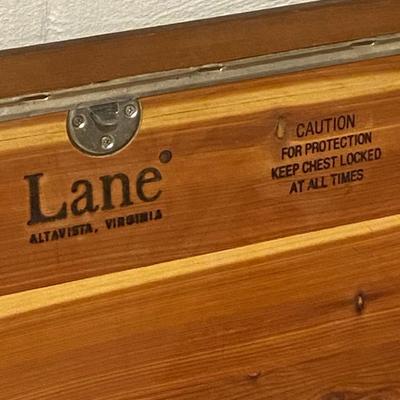 Lane
ALTAVISTA, VIRGINIA
CAUTION
FOR PROTECTION
KEEP CHEST LOCKED
AT ALL TIMES